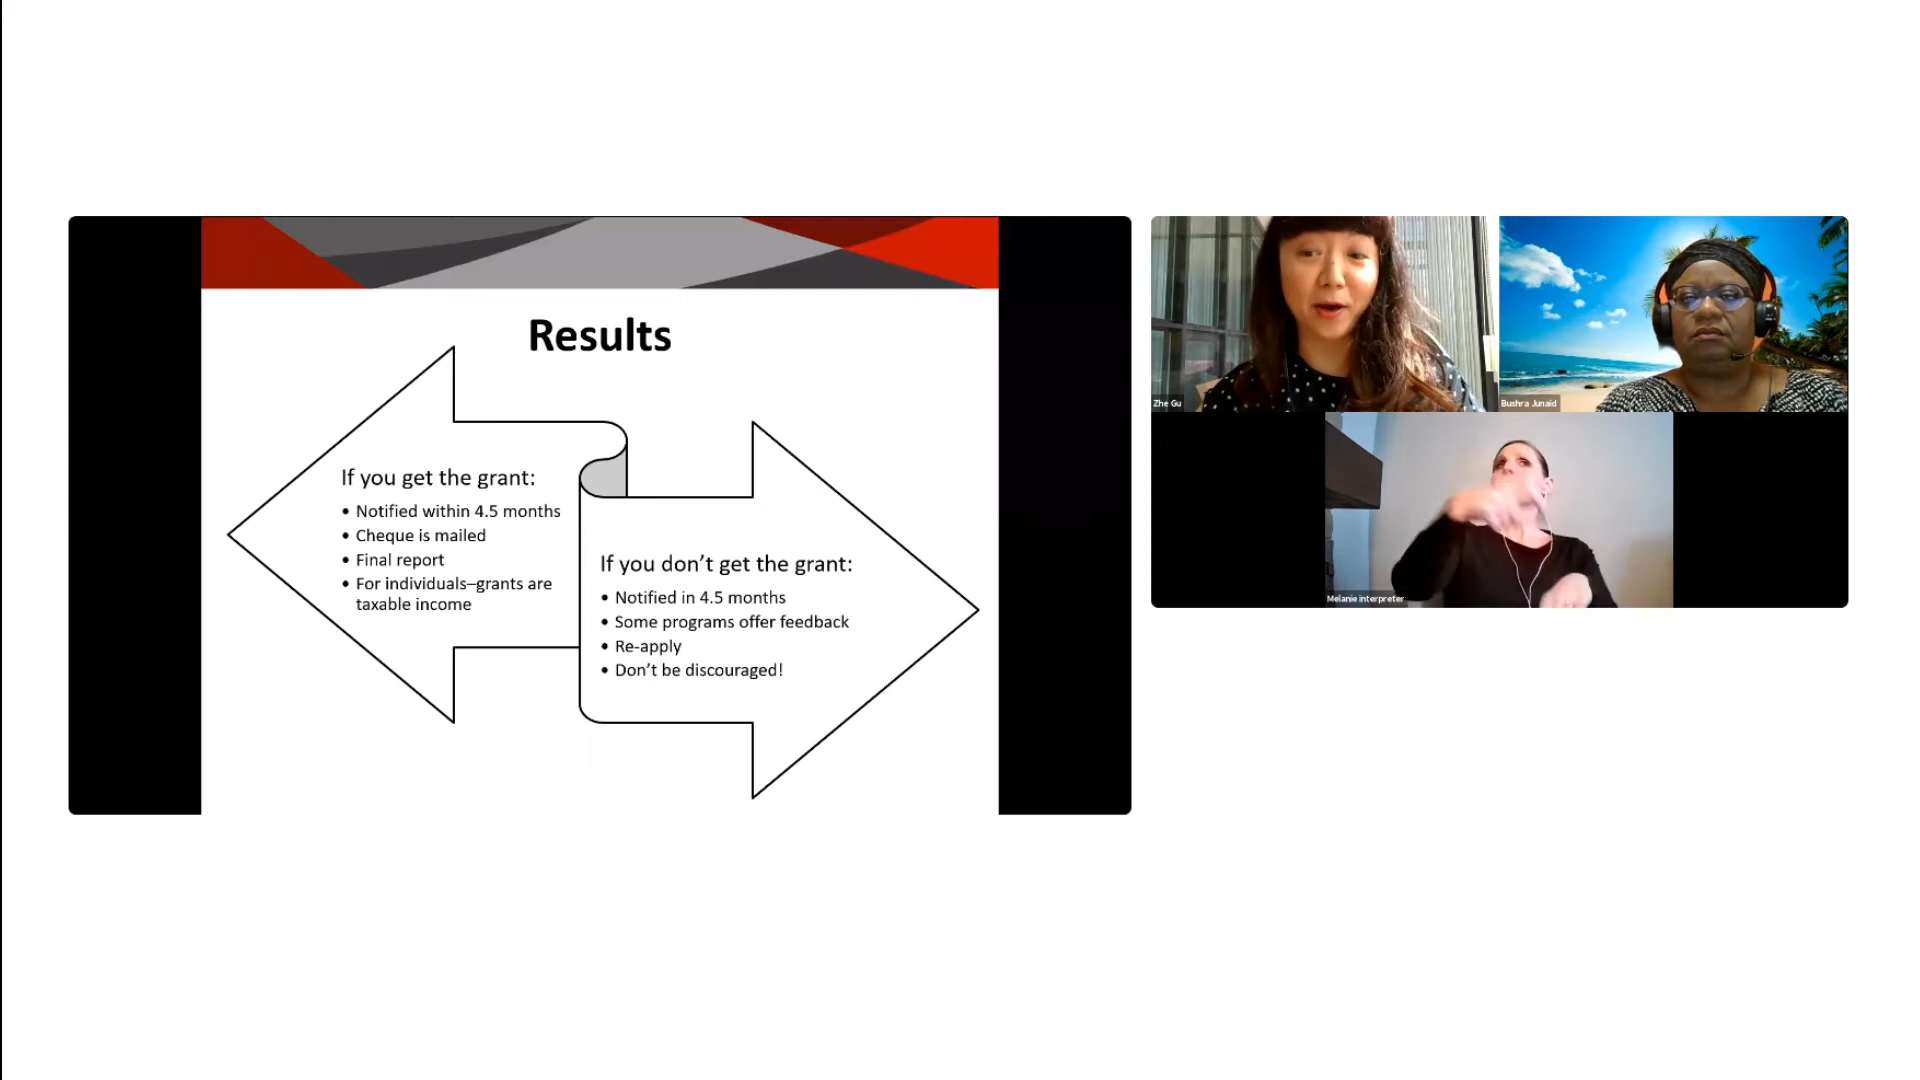 Results
If you get the grant:
• Notified within 4.5 months
• Cheque is mailed
• Final report
• For individuals–grants are
taxable income
If you don’t get the grant:
• Notified in 4.5 months
• Some programs offer feedback
• Re-apply
• Don’t be discouraged!
Zhe Gu
Bushra Junaid
Melanie interpreter